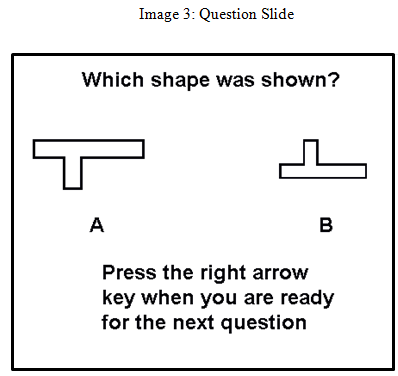 Image 3: Question Slide
Which shape was shown?
A
B
Press the right arrow
key when you are ready
for the next question